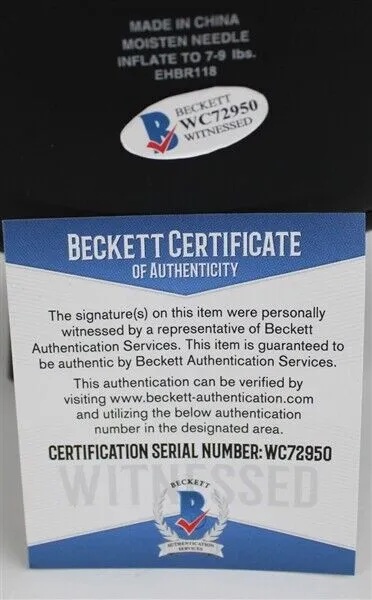 MADE IN CHINA
MOISTEN NEEDLE
INFLATE TO 7-9 lbs.
EHBR118
BECKETT
WC72950
WITNESSED
B
BECKETT CERTIFICATE
OF AUTHENTICITY
The signature(s) on this item were personally
witnessed by a representative of Beckett
Authentication Services. This item is guaranteed to
be authentic by Beckett Authentication Services.
This authentication can be verified by
visiting www.beckett-authentication.com
and utilizing the below authentication
number in the designated area.
CERTIFICATION SERIAL NUMBER: WC72950
WITNESSED
BECKETT
B
AUTHENTICATION
SERVICES